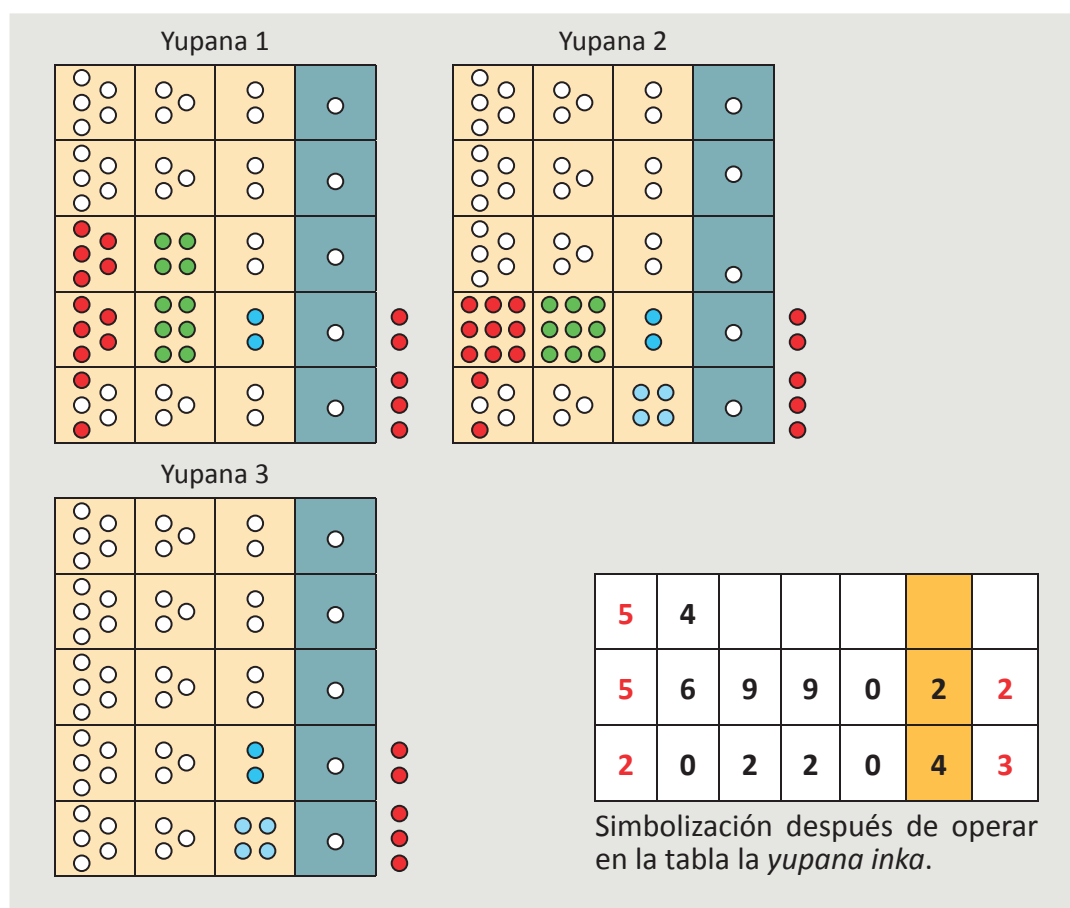 Yupana 1
Yupana 2
Yupana 3
5 4
5 6 9 9 0 2 2
2 0 2 2 0 4 3
Simbolización después de operar
en la tabla la yupana inka.